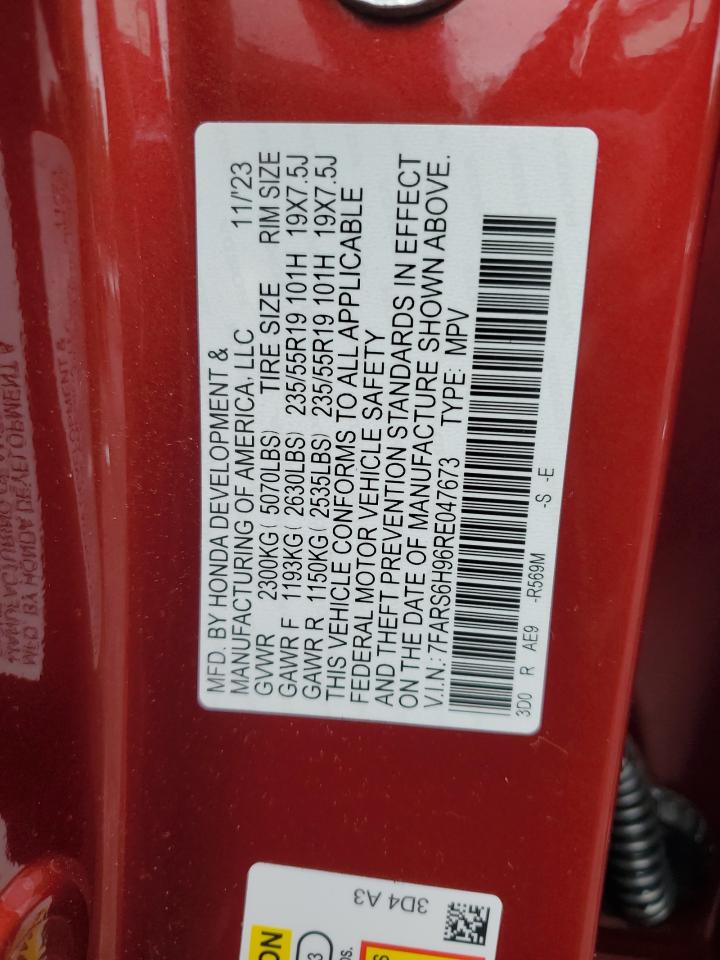 MFD. BY HONDA DEVELOPMENT &
MANUFACTURING OF AMERICA, LLC 11/'23
GVWR 2300KG( 5070LBS) TIRE SIZE RIM SIZE
GAWR F 1193KG( 2630LBS) 235/55R19 101H 19X7.5J
GAWR R 1150KG( 2535LBS) 235/55R19 101H 19X7.5J
THIS VEHICLE CONFORMS TO ALL APPLICABLE
FEDERAL MOTOR VEHICLE SAFETY
AND THEFT PREVENTION STANDARDS IN EFFECT
ON THE DATE OF MANUFACTURE SHOWN ABOVE.
V.I.N.: 7FARS6H96RE047673 TYPE: MPV
3D0 R AE9 -R569M -S -E
3D4 A3